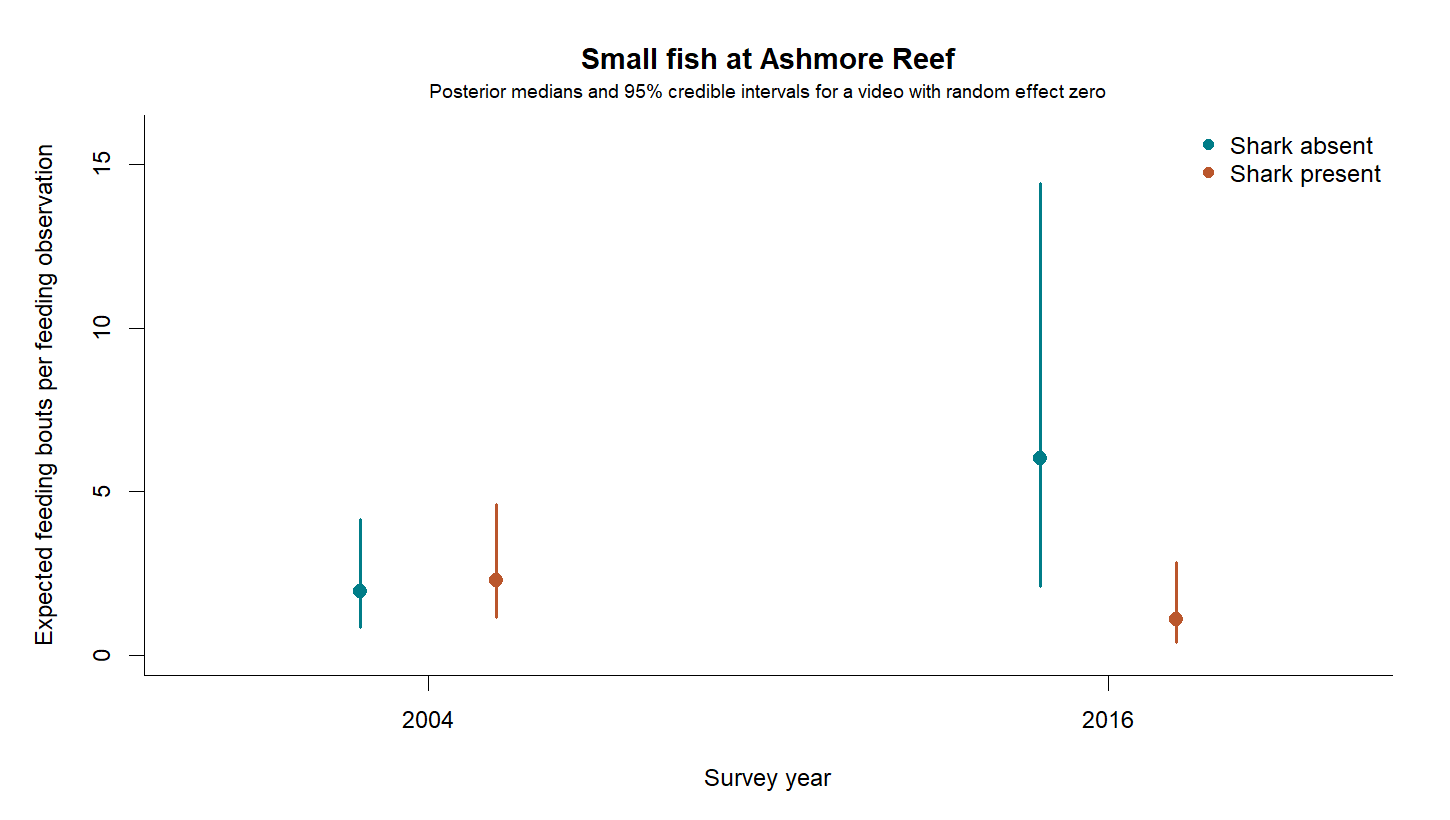 Small fish at Ashmore Reef
Posterior medians and 95% credible intervals for a video with random effect zero
Shark absent
Shark present
Expected feeding bouts per feeding observation
15
10
5
0
2004
2016
Survey year